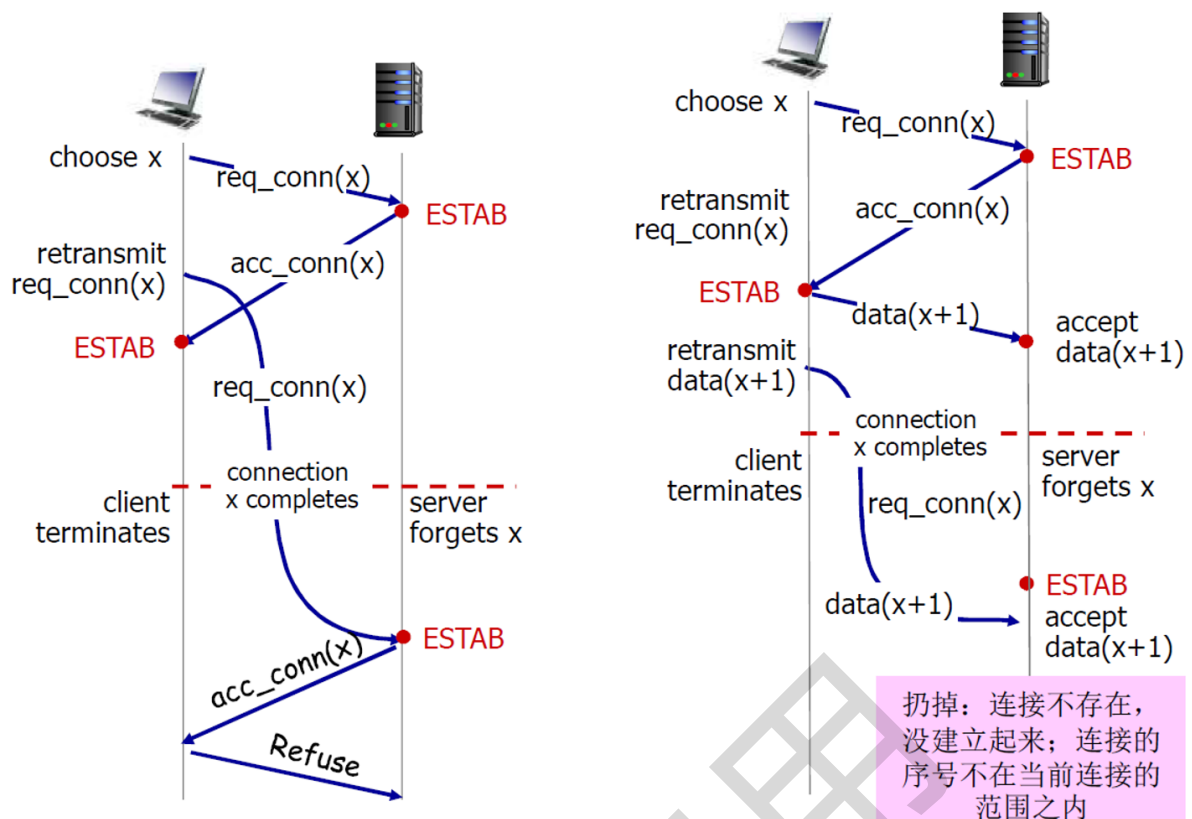 choose x
req_conn(x)
ESTAB
retransmit
req_conn(x)
acc_conn(x)
ESTAB
req_conn(x)
connection
x completes
client
terminates
server
forgets x
ESTAB
acc_conn(x)
Refuse
choose x
req_conn(x)
ESTAB
retransmit
req_conn(x)
acc_conn(x)
ESTAB
data(x+1)
accept
data(x+1)
retransmit
data(x+1)
connection
x completes
client
terminates
server
forgets x
req_conn(x)
ESTAB
data(x+1)
accept
data(x+1)
扔掉：连接不存在，
没建立起来；连接的
序号不在当前连接的
范围之内
用